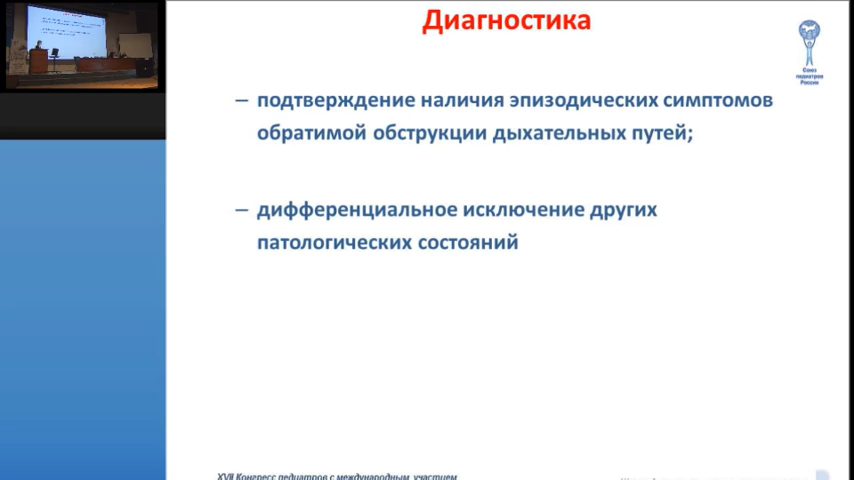 Диагностика
Союз
педиатров
России
– подтверждение наличия эпизодических симптомов
обратимой обструкции дыхательных путей;
– дифференциальное исключение других
патологических состояний
XVII Конгресс педиатров с международным участием